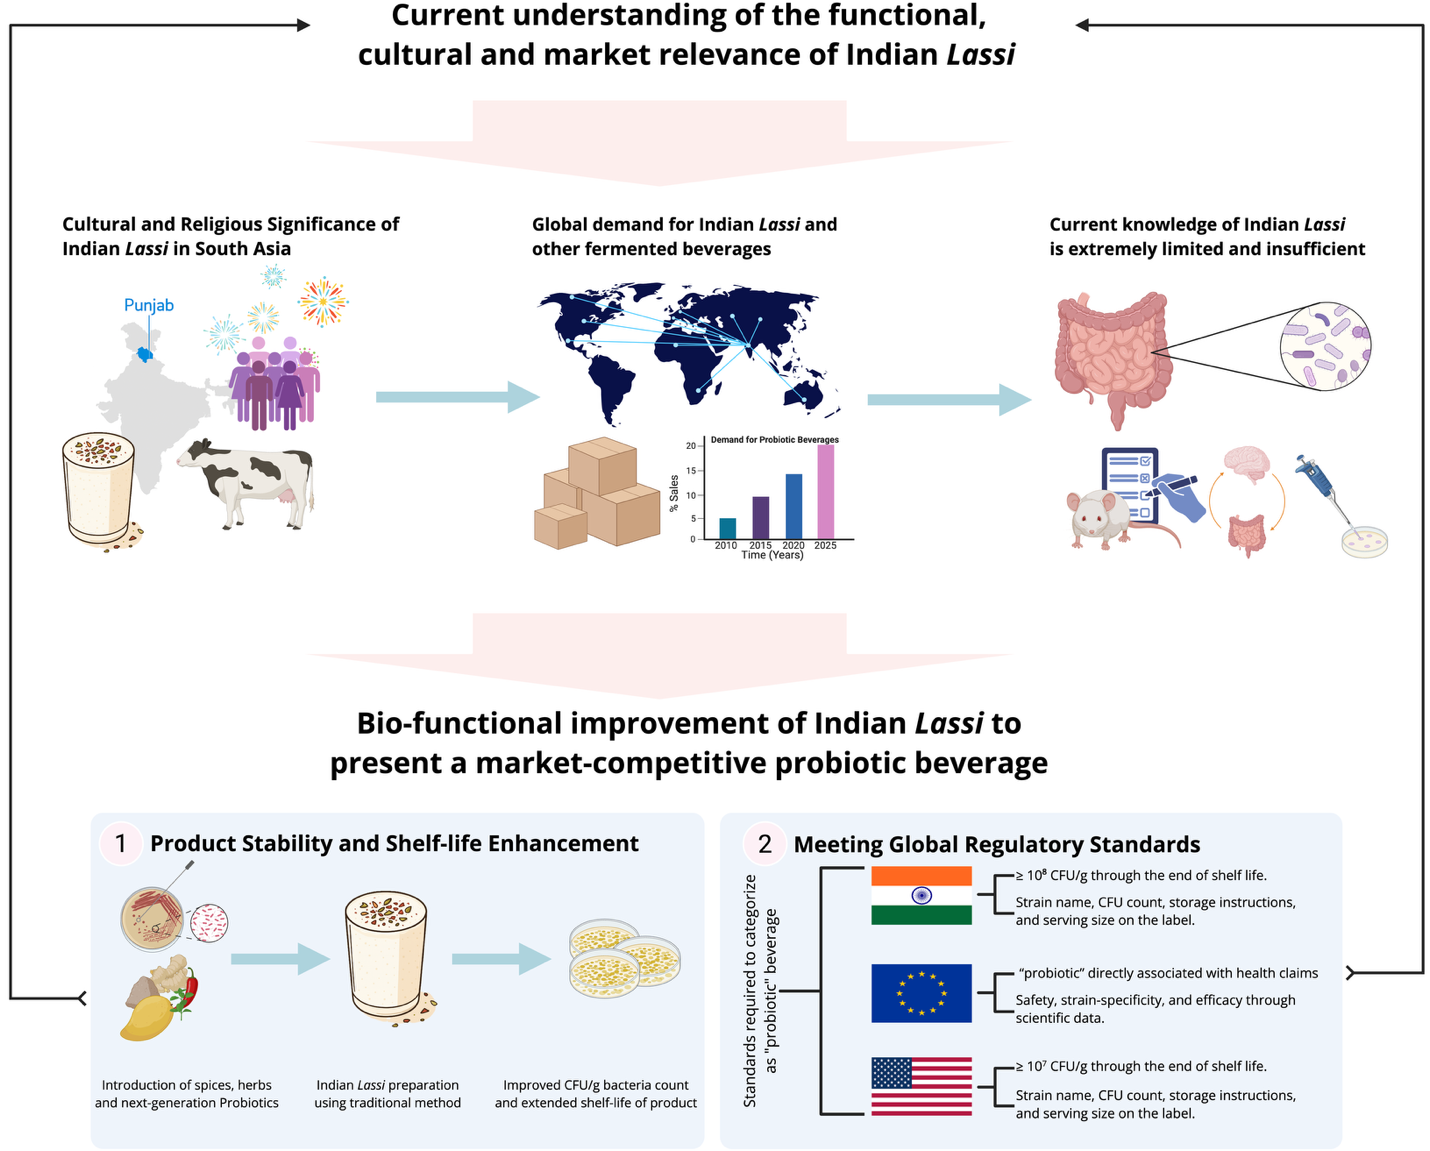 Current understanding of the functional,
cultural and market relevance of Indian Lassi
Cultural and Religious Significance of
Indian Lassi in South Asia
Punjab
Global demand for Indian Lassi and
other fermented beverages
Demand for Probiotic Beverages
% Sales
20
15
10
5
0
2010 2015 2020 2025
Time (Years)
Current knowledge of Indian Lassi
is extremely limited and insufficient
Bio-functional improvement of Indian Lassi to
present a market-competitive probiotic beverage
1 Product Stability and Shelf-life Enhancement
Introduction of spices, herbs
and next-generation Probiotics
Indian Lassi preparation
using traditional method
Improved CFU/g bacteria count
and extended shelf-life of product
2 Meeting Global Regulatory Standards
Standards required to categorize
as "probiotic" beverage
≥ 10⁸ CFU/g through the end of shelf life.
Strain name, CFU count, storage instructions,
and serving size on the label.
“probiotic” directly associated with health claims
Safety, strain-specificity, and efficacy through
scientific data.
≥ 10⁷ CFU/g through the end of shelf life.
Strain name, CFU count, storage instructions,
and serving size on the label.